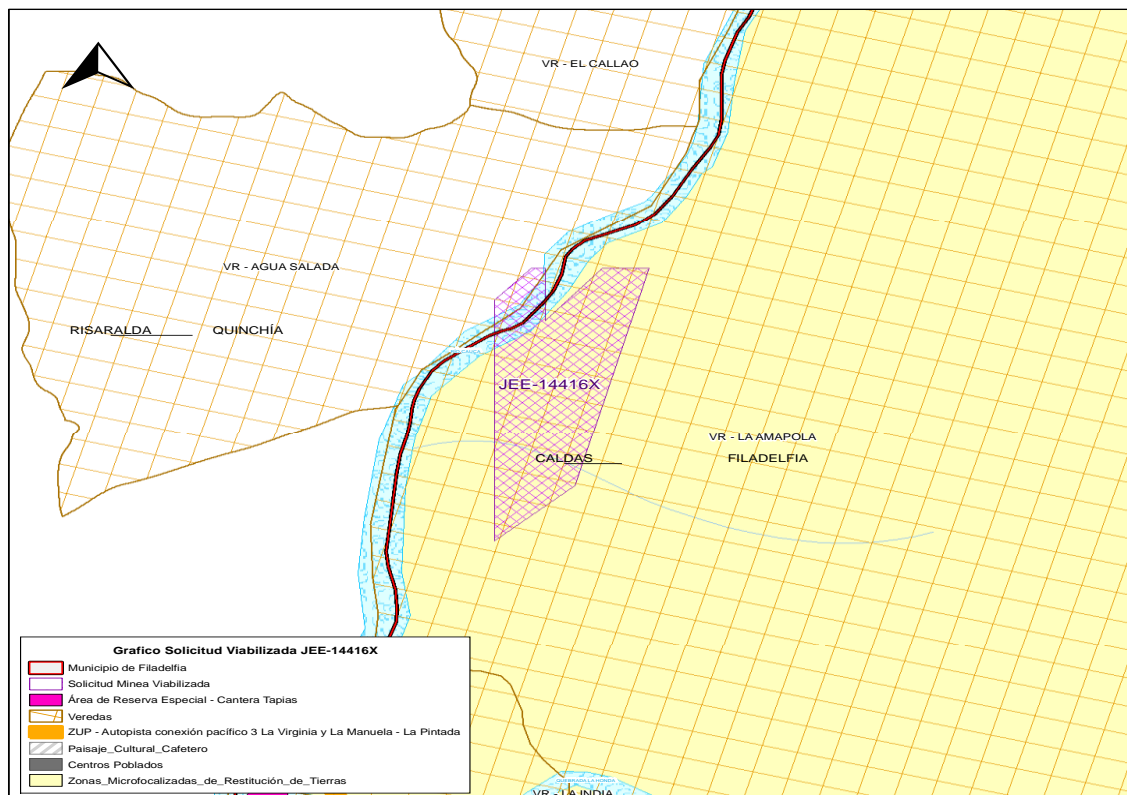 VR - EL CALLAO
VR - AGUA SALADA
RISARALDA
QUINCHÍA
JEE-14416X
VR - LA AMAPOLA
CALDAS
FILADELFIA
Grafico Solicitud Viabilizada JEE-14416X
Municipio de Filadelfia
Solicitud Minea Viabilizada
Área de Reserva Especial - Cantera Tapias
Veredas
ZUP - Autopista conexión pacífico 3 La Virginia y La Manuela - La Pintada
Paisaje_Cultural_Cafetero
Centros Poblados
Zonas_Microfocalizadas_de_Restitución_de_Tierras
QUEBRADA LA HONDA
VR - LA INDIA